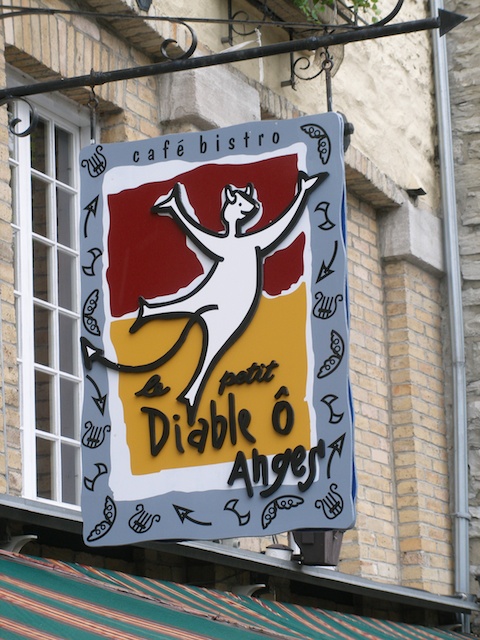 café bistro
le petit
Diable Ô
Anges